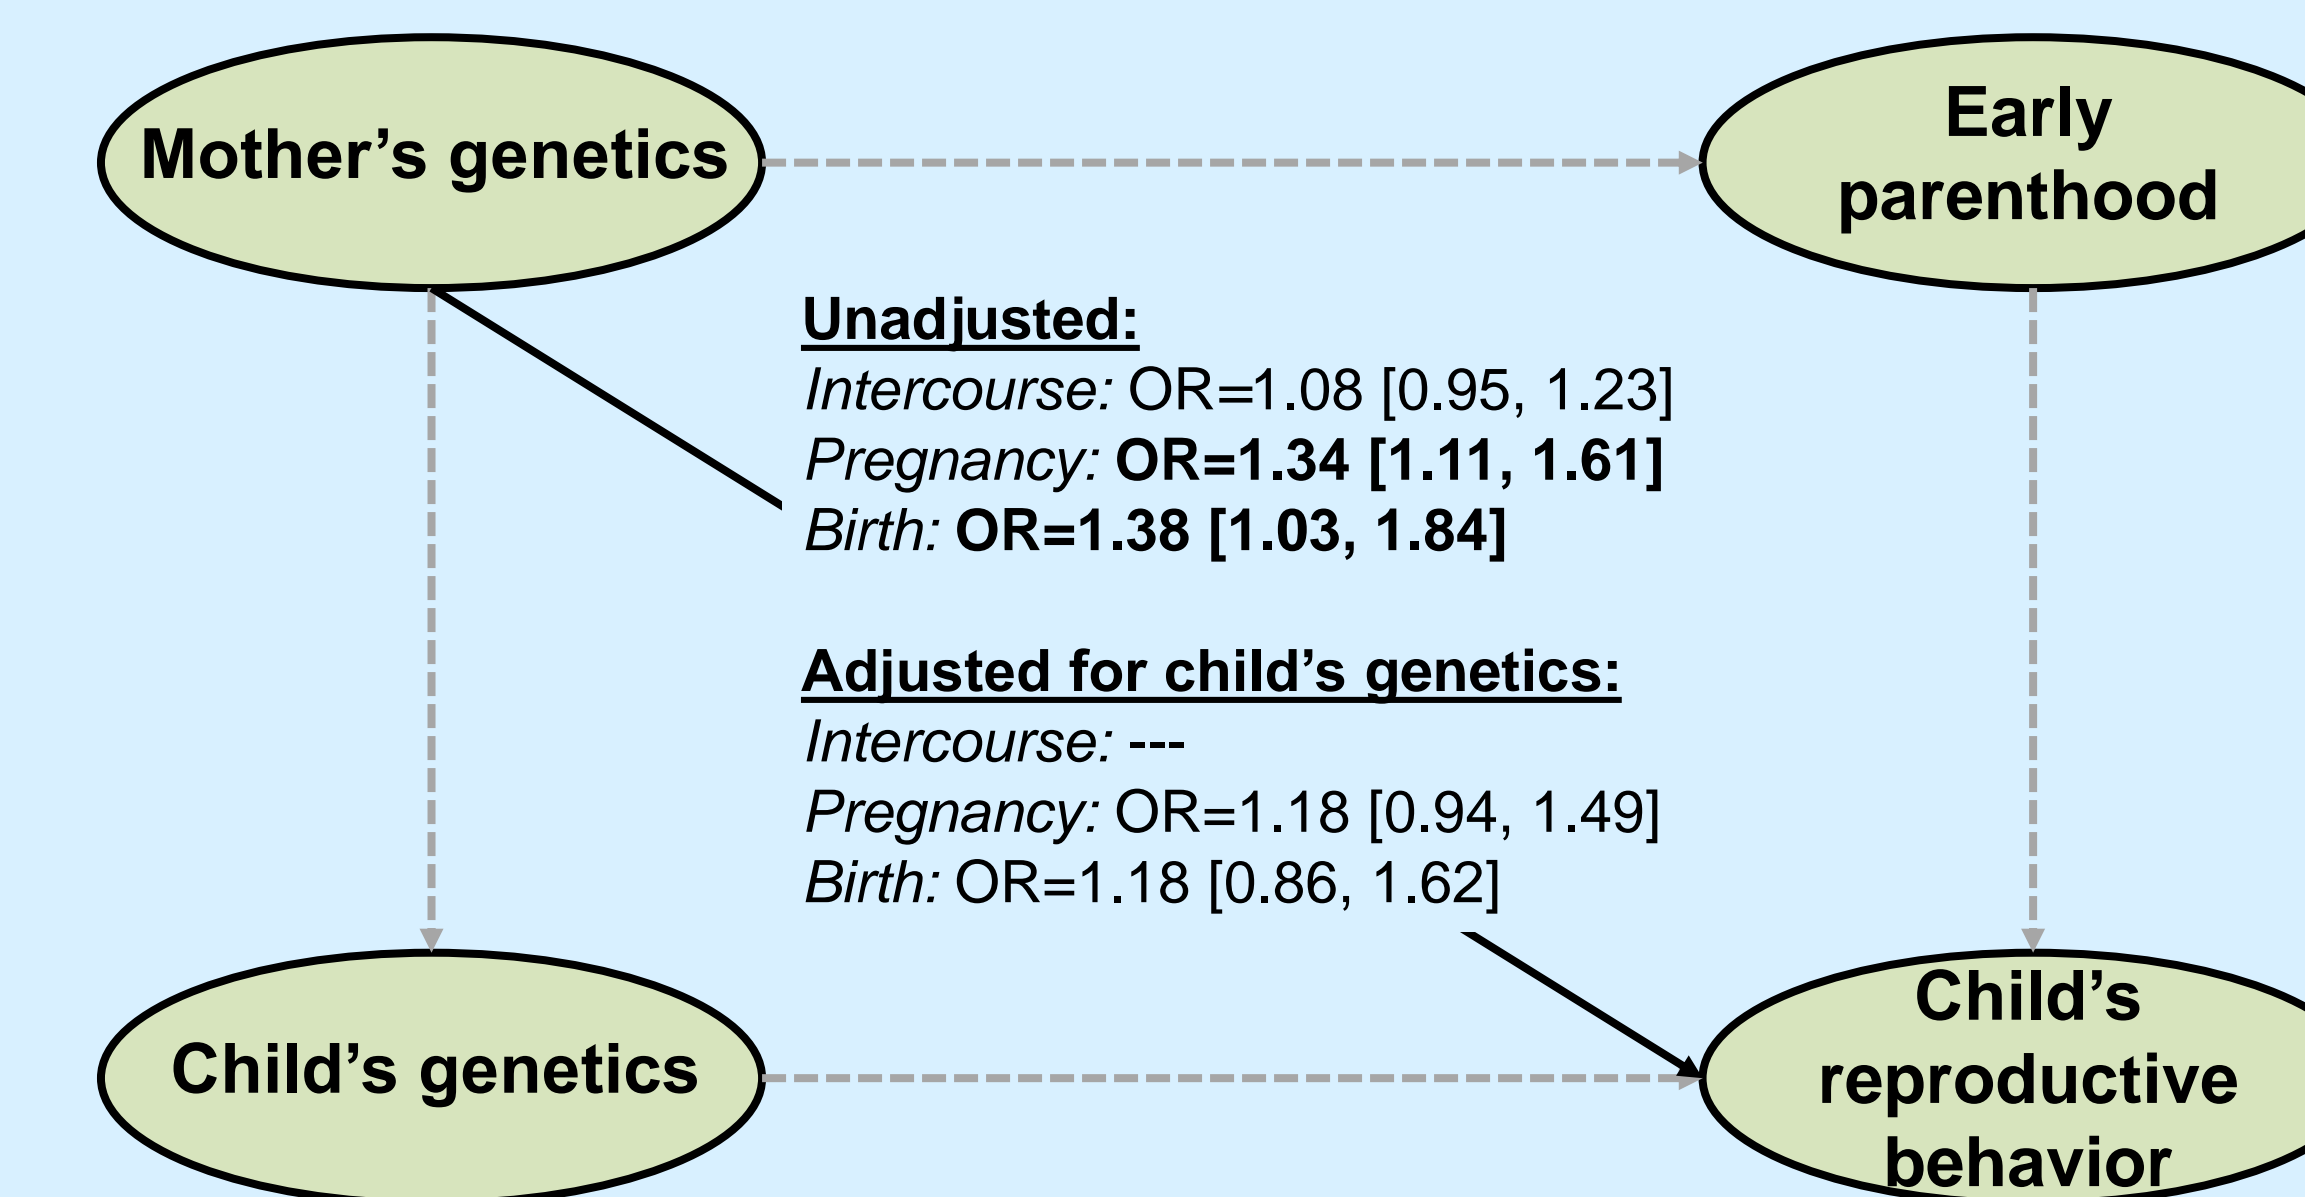 Mother’s genetics
Early
parenthood
Unadjusted:
Intercourse: OR=1.08 [0.95, 1.23]
Pregnancy: OR=1.34 [1.11, 1.61]
Birth: OR=1.38 [1.03, 1.84]
Adjusted for child’s genetics:
Intercourse: ---
Pregnancy: OR=1.18 [0.94, 1.49]
Birth: OR=1.18 [0.86, 1.62]
Child’s genetics
Child’s
reproductive
behavior